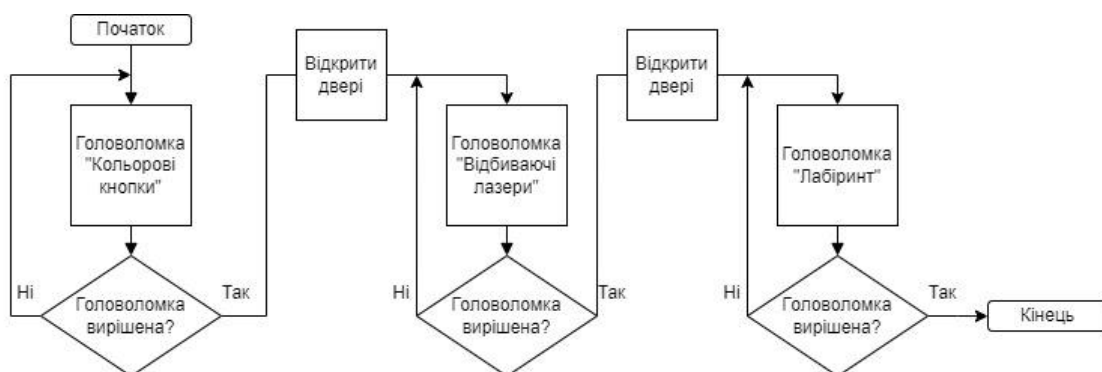 Початок
Головоломка
"Кольорові
кнопки"
Головоломка
вирішена?
Ні
Так
Відкрити
двері
Головоломка
"Відбиваючі
лазери"
Головоломка
вирішена?
Ні
Так
Відкрити
двері
Головоломка
"Лабіринт"
Головоломка
вирішена?
Ні
Так
Кінець